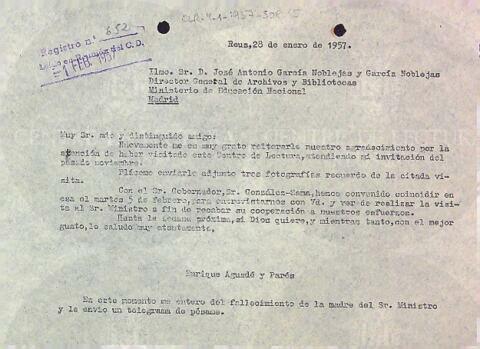 CLR-4-1-1957-
Registro n.° 652
1 FEB. 1957
Reus, 28 de enero de 1957.
Ilmo. Sr. D. José Antonio García Noblejas y García Noblejas
Director General de Archivos y Bibliotecas
Ministerio de Educación Nacional
Madrid
Muy Sr. mío y distinguido amigo:
Nuevamente me es muy grato reiterarle nuestro agradecimiento por la
atención de haber visitado este Centro de Lectura, atendiendo mi invitación del
pasado noviembre.
Pláceme enviarle adjunto tres fotografías recuerdo de la citada vi-
sita.
Con el Sr. Gobernador, Sr. González-Sama, hemos convenido coincidir en
esa el martes 5 de febrero, para entrevistarnos con Vd. y ver de realizar la visi-
ta al Sr. Ministro a fin de recabar su cooperación a nuestros esfuerzos.
Hasta la semana próxima, si Dios quiere, y mientras tanto, con el mejor
gusto, le saludo muy atentamente,
Enrique Aguadé y Parés
En este momento me entero del fallecimiento de la madre del Sr. Ministro
y le envío un telegrama de pésame.